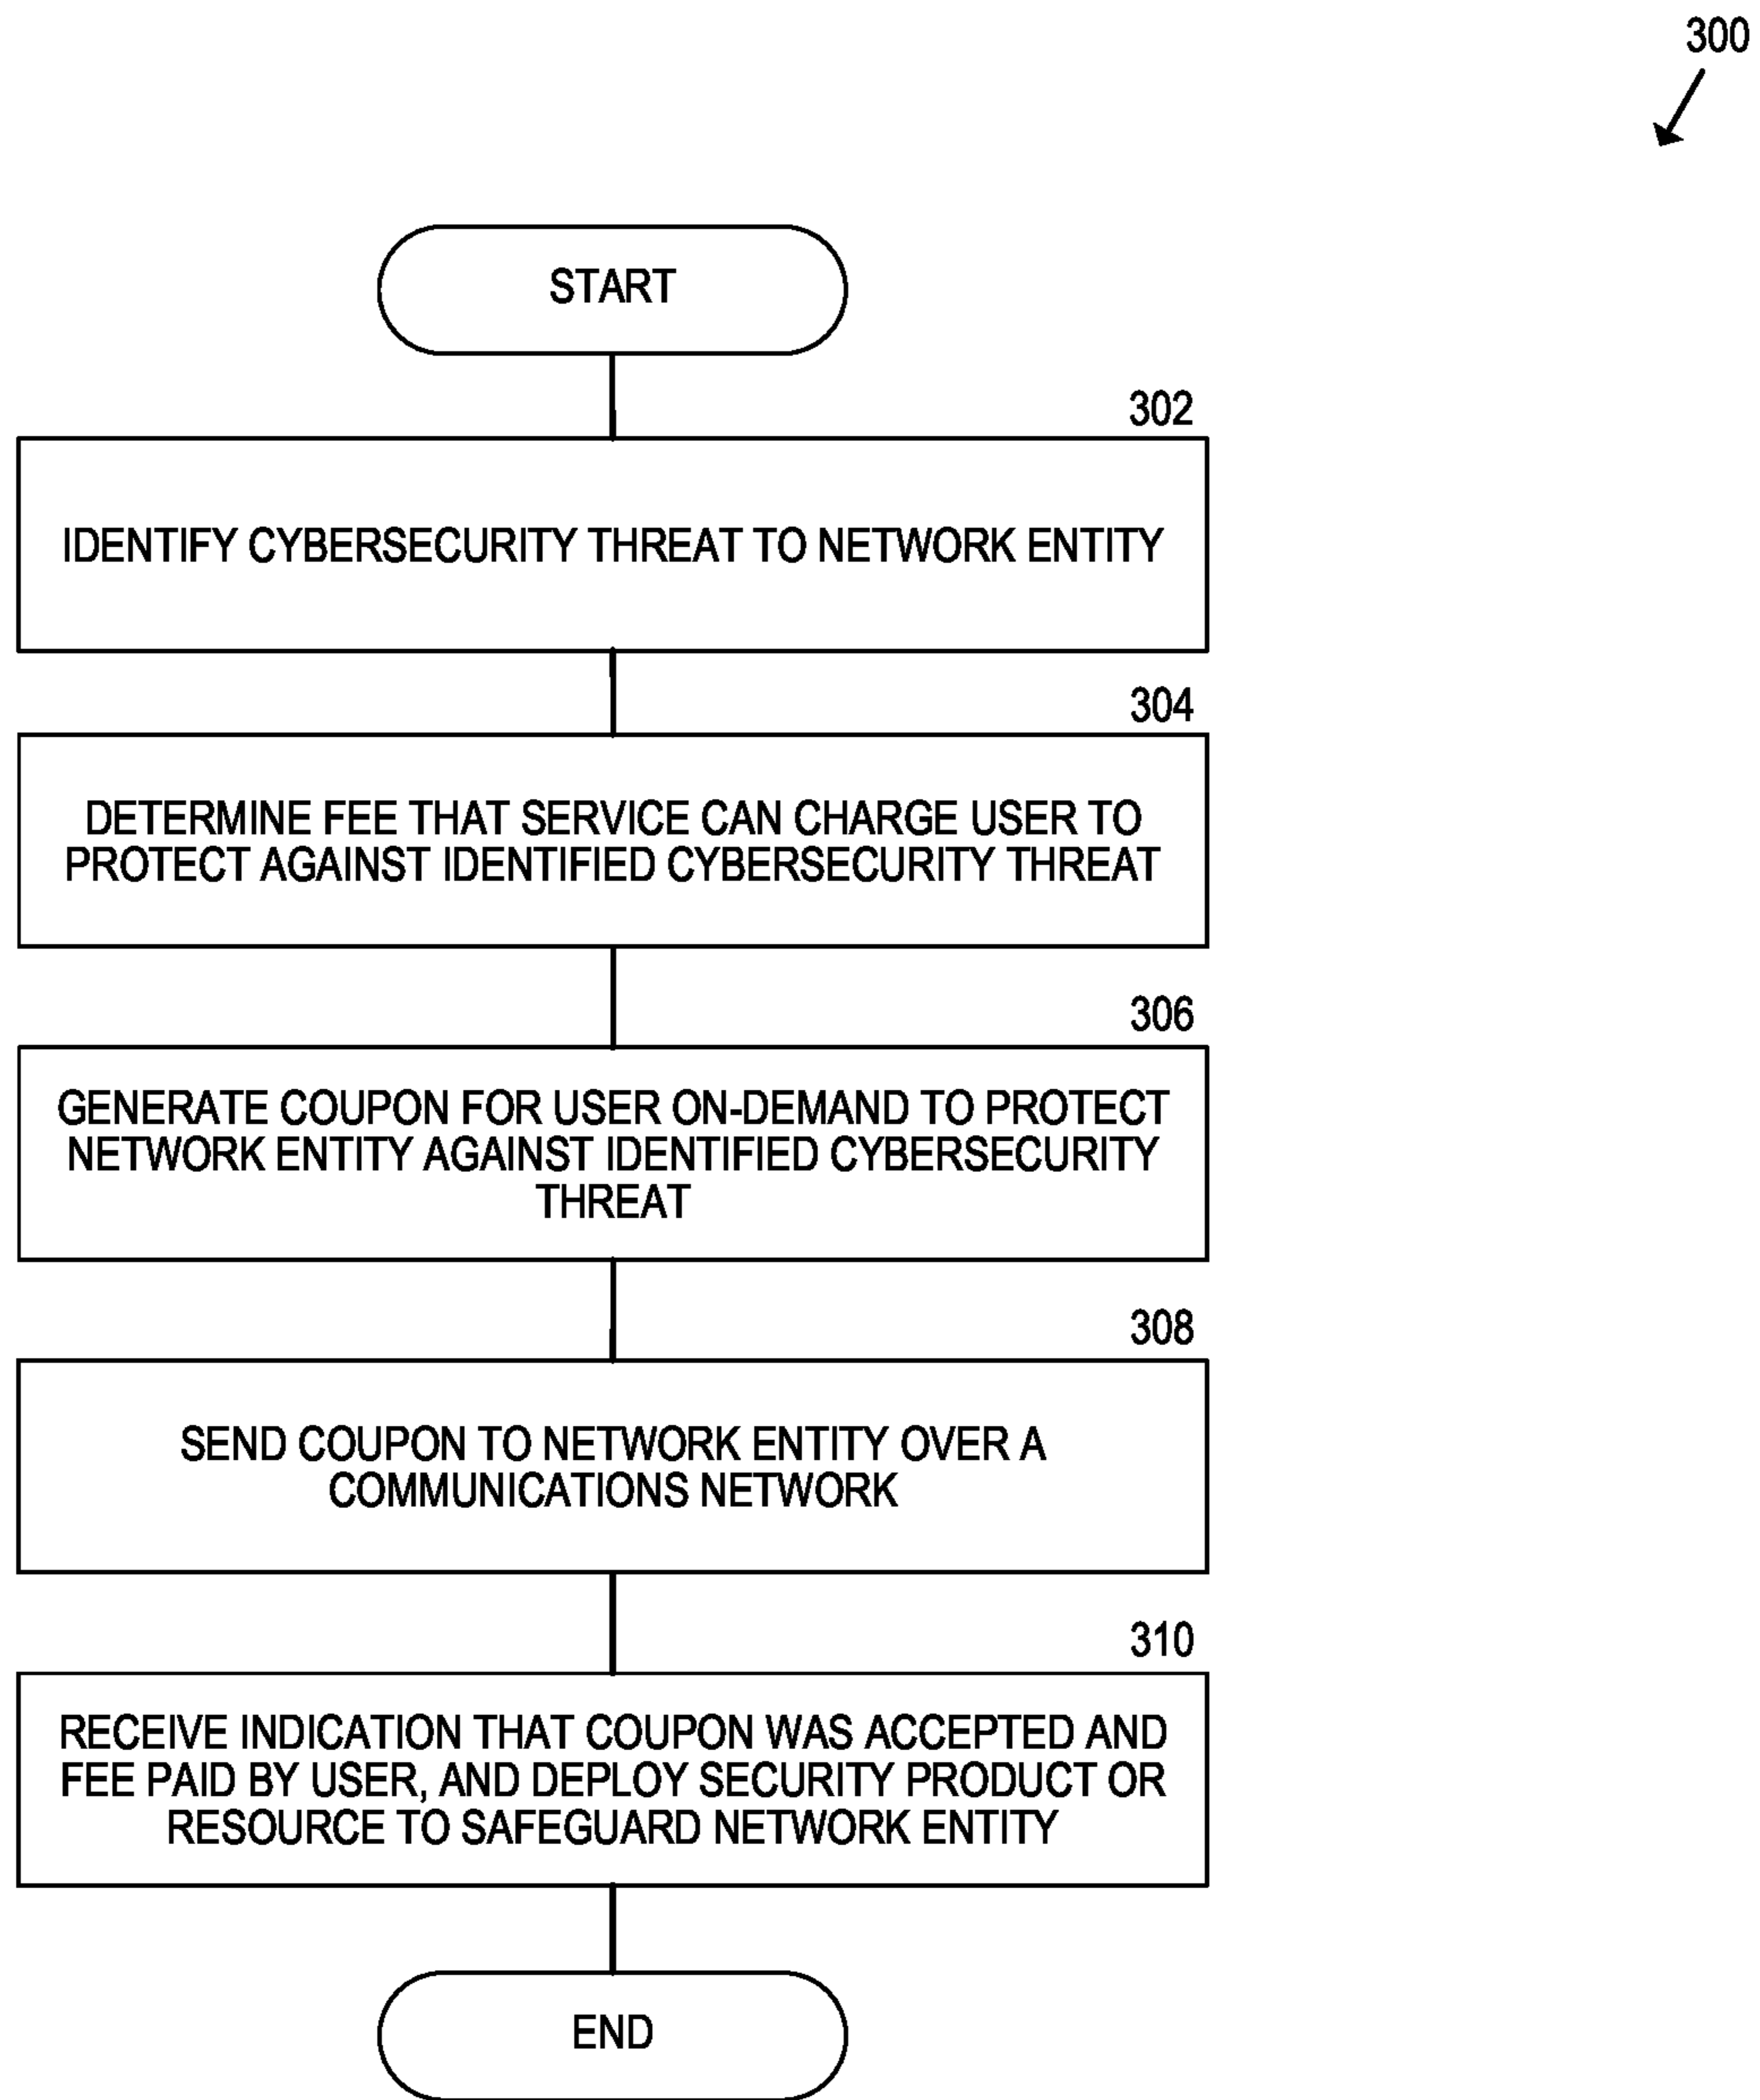 300
START
302
IDENTIFY CYBERSECURITY THREAT TO NETWORK ENTITY
304
DETERMINE FEE THAT SERVICE CAN CHARGE USER TO
PROTECT AGAINST IDENTIFIED CYBERSECURITY THREAT
306
GENERATE COUPON FOR USER ON-DEMAND TO PROTECT
NETWORK ENTITY AGAINST IDENTIFIED CYBERSECURITY
THREAT
308
SEND COUPON TO NETWORK ENTITY OVER A
COMMUNICATIONS NETWORK
310
RECEIVE INDICATION THAT COUPON WAS ACCEPTED AND
FEE PAID BY USER, AND DEPLOY SECURITY PRODUCT OR
RESOURCE TO SAFEGUARD NETWORK ENTITY
END